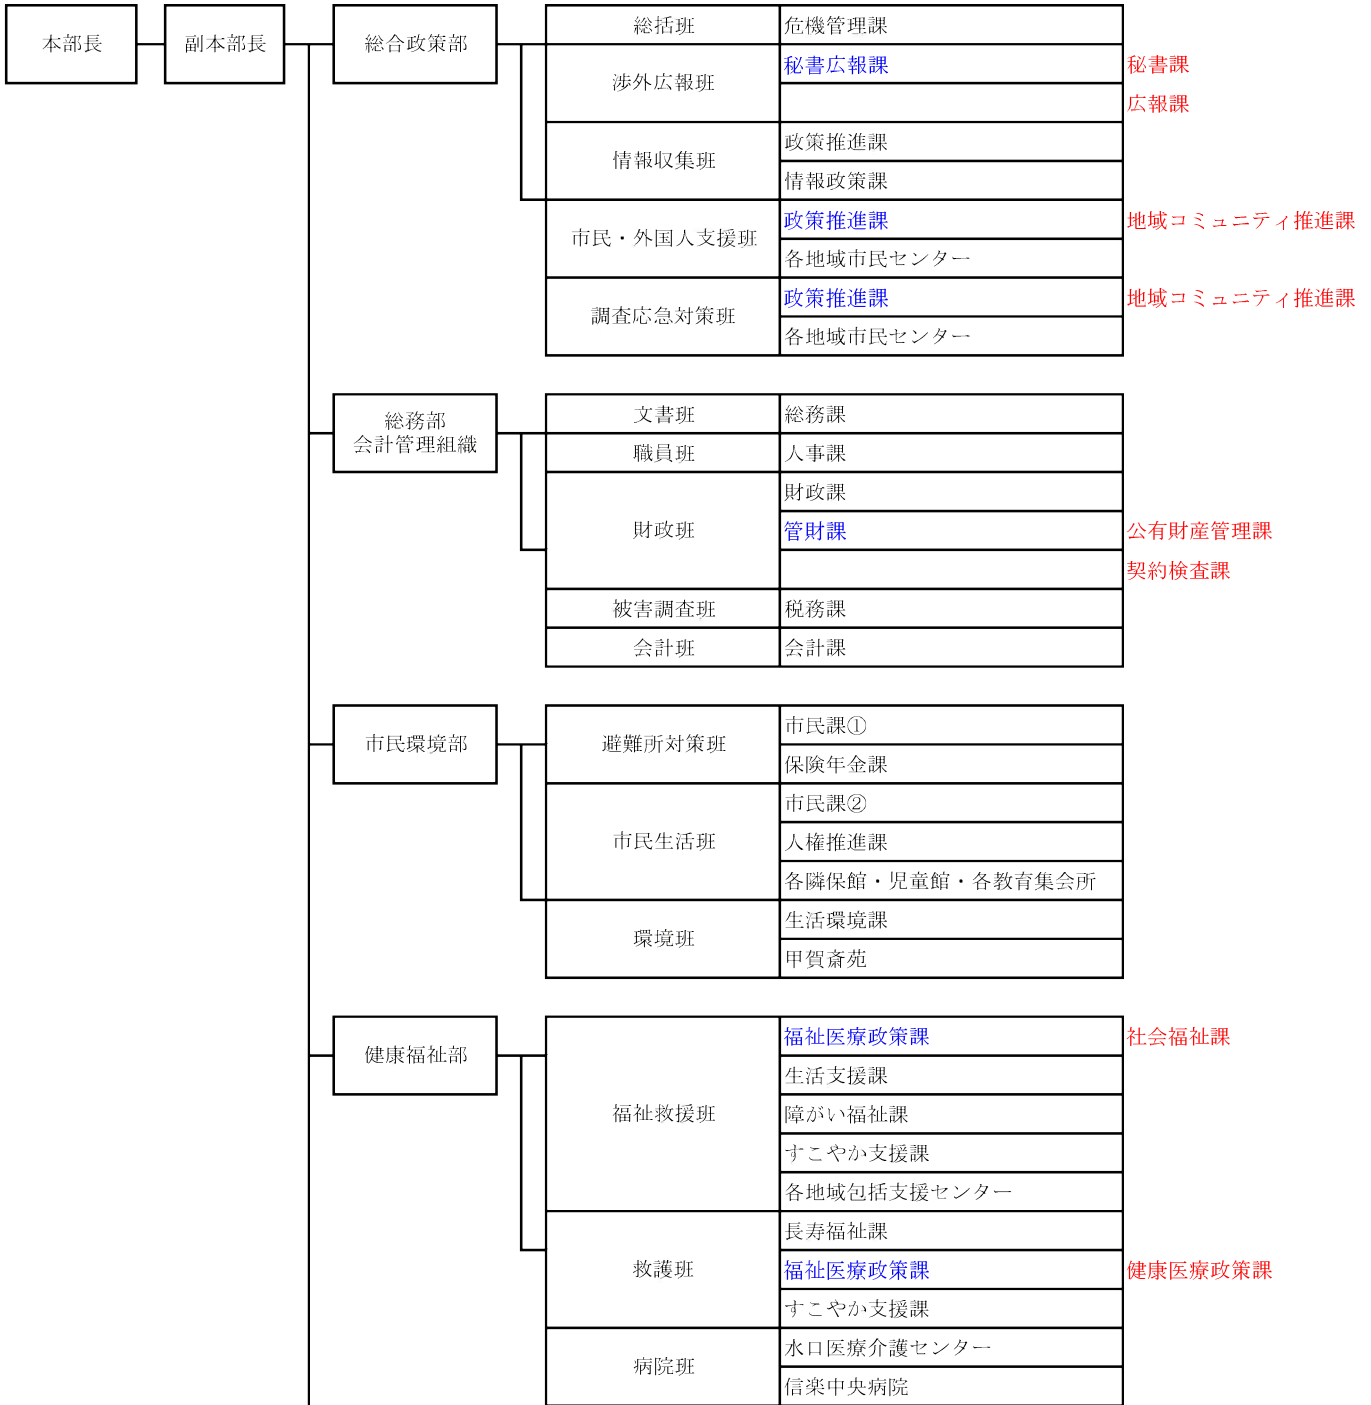 本部長
副本部長
総合政策部
総括班
危機管理課
渉外広報班
秘書広報課
秘書課
広報課
情報収集班
政策推進課
情報政策課
市民・外国人支援班
政策推進課
地域コミュニティ推進課
各地域市民センター
調査応急対策班
政策推進課
地域コミュニティ推進課
各地域市民センター
総務部
会計管理組織
文書班
総務課
職員班
人事課
財政班
財政課
管財課
公有財産管理課
契約検査課
被害調査班
税務課
会計班
会計課
市民環境部
避難所対策班
市民課①
保険年金課
市民生活班
市民課②
人権推進課
各隣保館・児童館・各教育集会所
環境班
生活環境課
甲賀斎苑
健康福祉部
福祉救援班
福祉医療政策課
社会福祉課
生活支援課
障がい福祉課
すこやか支援課
各地域包括支援センター
救護班
長寿福祉課
福祉医療政策課
健康医療政策課
すこやか支援課
病院班
水口医療介護センター
信楽中央病院